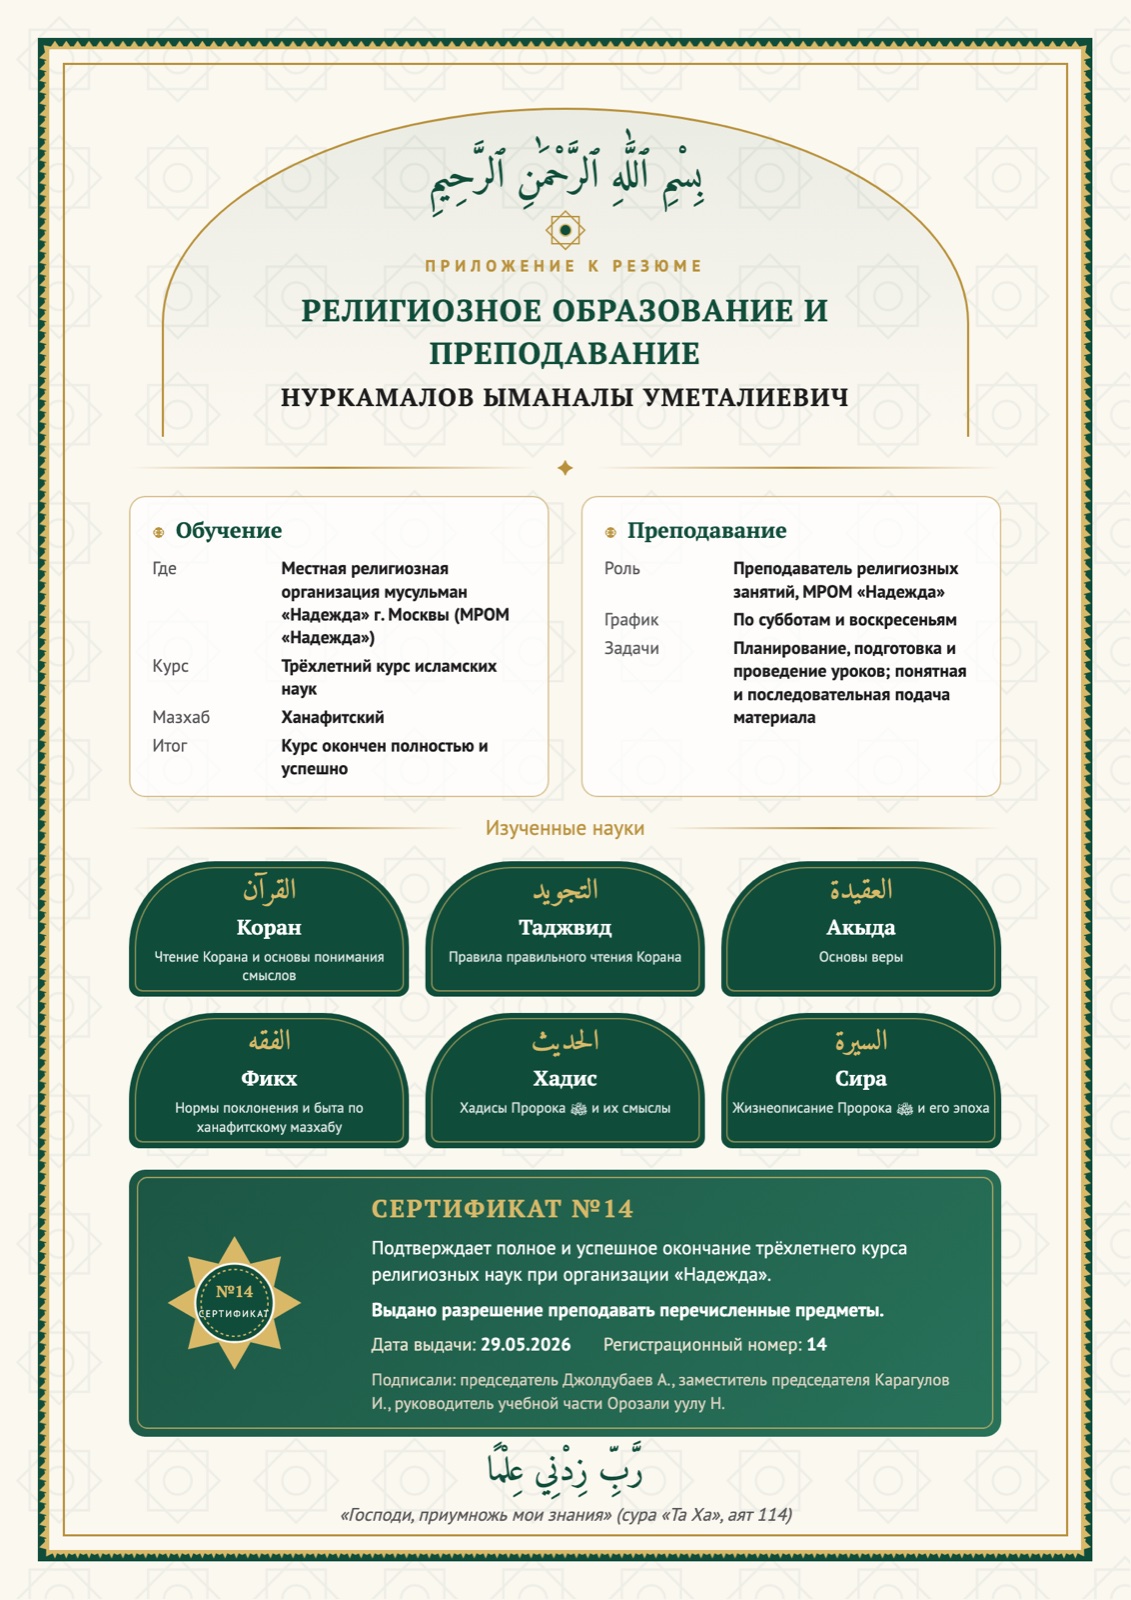 بِسْمِ ٱللَّهِ ٱلرَّحْمَٰنِ ٱلرَّحِيمِ
ПРИЛОЖЕНИЕ К РЕЗЮМЕ
РЕЛИГИОЗНОЕ ОБРАЗОВАНИЕ И
ПРЕПОДАВАНИЕ
НУРКАМАЛОВ ЫМАНАЛЫ УМЕТАЛИЕВИЧ
Обучение
Где Местная религиозная
организация мусульман
«Надежда» г. Москвы (МРОМ
«Надежда»)
Курс Трёхлетний курс исламских
наук
Мазхаб Ханафитский
Итог Курс окончен полностью и
успешно
Преподавание
Роль Преподаватель религиозных
занятий, МРОМ «Надежда»
График По субботам и воскресеньям
Задачи Планирование, подготовка и
проведение уроков; понятная
и последовательная подача
материала
Изученные науки
القرآن
Коран
Чтение Корана и основы понимания
смыслов
التجويد
Таджвид
Правила правильного чтения Корана
العقيدة
Акыда
Основы веры
الفقه
Фикх
Нормы поклонения и быта по
ханафитскому мазхабу
الحديث
Хадис
Хадисы Пророка ﷺ и их смыслы
السيرة
Сира
Жизнеописание Пророка ﷺ и его эпоха
№14
СЕРТИФИКАТ
СЕРТИФИКАТ №14
Подтверждает полное и успешное окончание трёхлетнего курса
религиозных наук при организации «Надежда».
Выдано разрешение преподавать перечисленные предметы.
Дата выдачи: 29.05.2026 Регистрационный номер: 14
Подписали: председатель Джолдубаев А., заместитель председателя Карагулов
И., руководитель учебной части Орозали уулу Н.
رَّبِّ زِدْنِي عِلْمًا
«Господи, приумножь мои знания» (сура «Та Ха», аят 114)